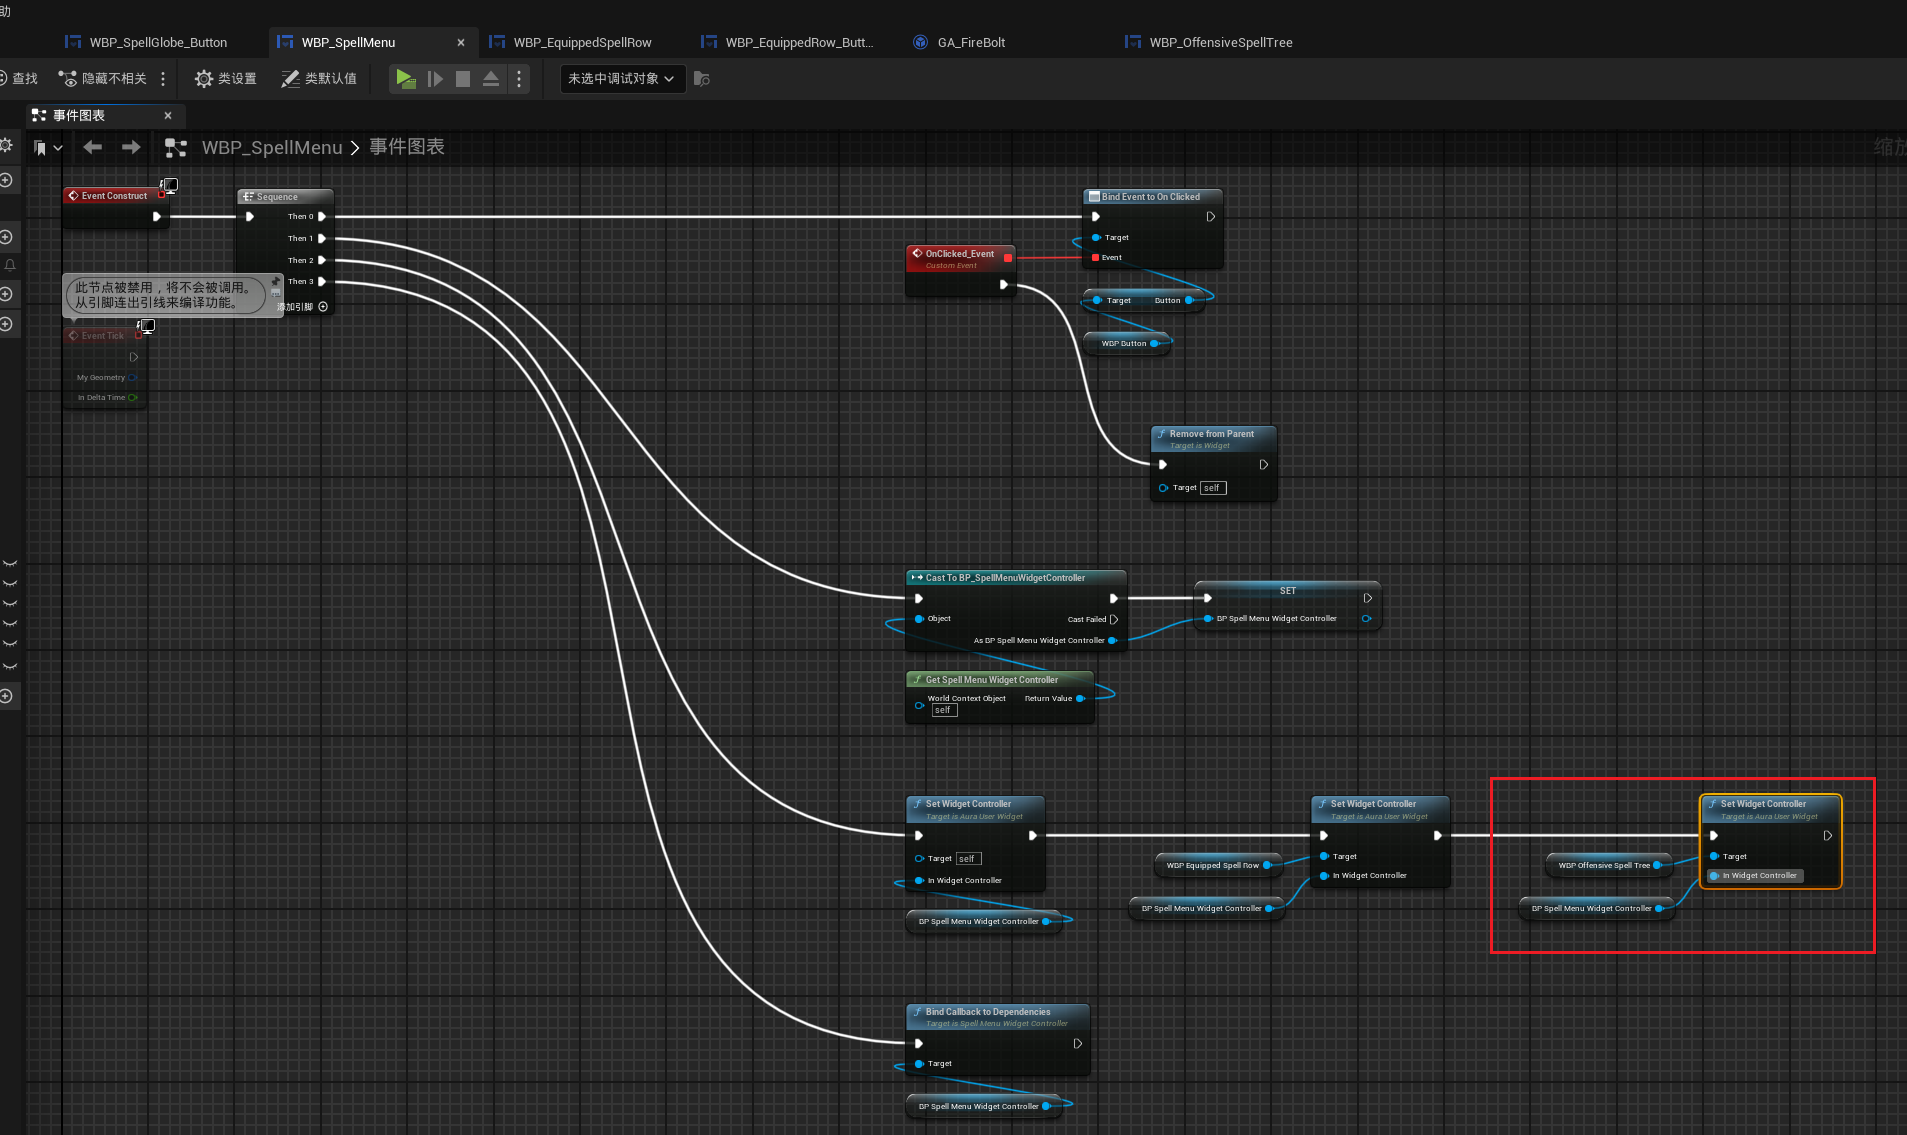 助
WBP_SpellGlobe_Button
WBP_SpellMenu
WBP_EquippedSpellRow
WBP_EquippedRow_Butt...
GA_FireBolt
WBP_OffensiveSpellTree
查找
隐藏不相关
类设置
类默认值
未选中调试对象
事件图表
WBP_SpellMenu > 事件图表
缩放
Event Construct
Sequence
Then 0
Then 1
Then 2
Then 3
添加引脚
此节点被禁用，将不会被调用。
从引脚连出引线来编译功能。
Event Tick
My Geometry
In Delta Time
Bind Event to On Clicked
Target
Event
OnClicked_Event
Custom Event
Target Button
WBP Button
Remove from Parent
Target is Widget
Target self
Cast To BP_SpellMenuWidgetController
Object
Cast Failed
As BP Spell Menu Widget Controller
SET
BP Spell Menu Widget Controller
Get Spell Menu Widget Controller
World Context Object Return Value
self
Set Widget Controller
Target is Aura User Widget
Target self
In Widget Controller
BP Spell Menu Widget Controller
Set Widget Controller
Target is Aura User Widget
Target
In Widget Controller
WBP Equipped Spell Row
BP Spell Menu Widget Controller
Set Widget Controller
Target is Aura User Widget
Target
In Widget Controller
WBP Offensive Spell Tree
BP Spell Menu Widget Controller
Bind Callback to Dependencies
Target is Spell Menu Widget Controller
Target
BP Spell Menu Widget Controller